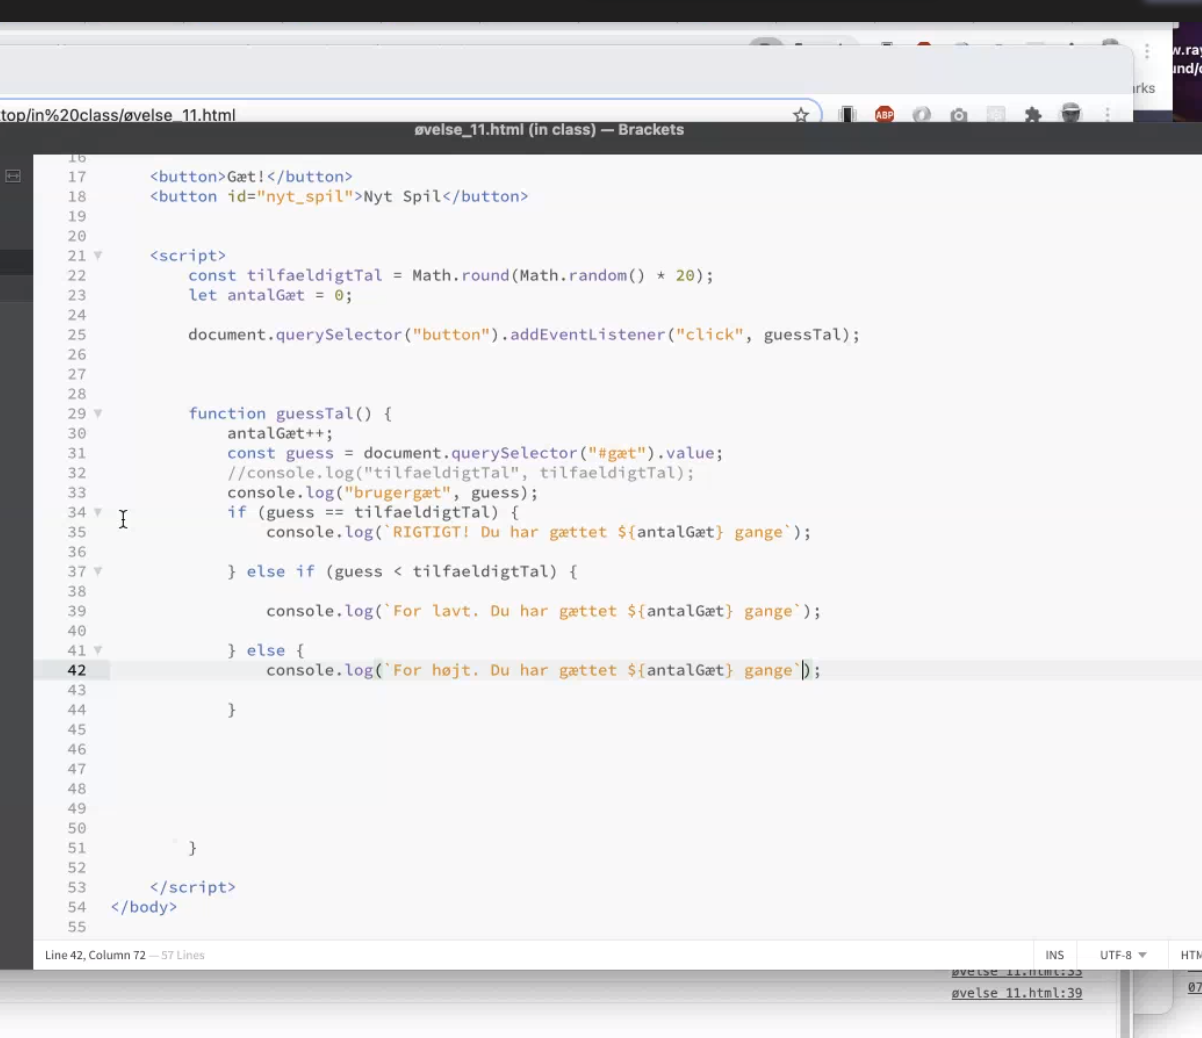 w.ray
und/c
rks
top/in%20class/øvelse_11.html
ABP
øvelse_11.html (in class) — Brackets
16
17 <button>Gæt!</button>
18 <button id="nyt_spil">Nyt Spil</button>
19
20
21 <script>
22 const tilfaeldigtTal = Math.round(Math.random() * 20);
23 let antalGæt = 0;
24
25 document.querySelector("button").addEventListener("click", guessTal);
26
27
28
29 function guessTal() {
30 antalGæt++;
31 const guess = document.querySelector("#gæt").value;
32 //console.log("tilfaeldigtTal", tilfaeldigtTal);
33 console.log("brugergæt", guess);
34 if (guess == tilfaeldigtTal) {
35 console.log(`RIGTIGT! Du har gættet ${antalGæt} gange`);
36
37 } else if (guess < tilfaeldigtTal) {
38
39 console.log(`For lavt. Du har gættet ${antalGæt} gange`);
40
41 } else {
42 console.log(`For højt. Du har gættet ${antalGæt} gange`);
43
44 }
45
46
47
48
49
50
51 }
52
53 </script>
54 </body>
55
Line 42, Column 72 — 57 Lines
INS
UTF-8
HTM
øvelse 11.html:33
øvelse 11.html:39
07